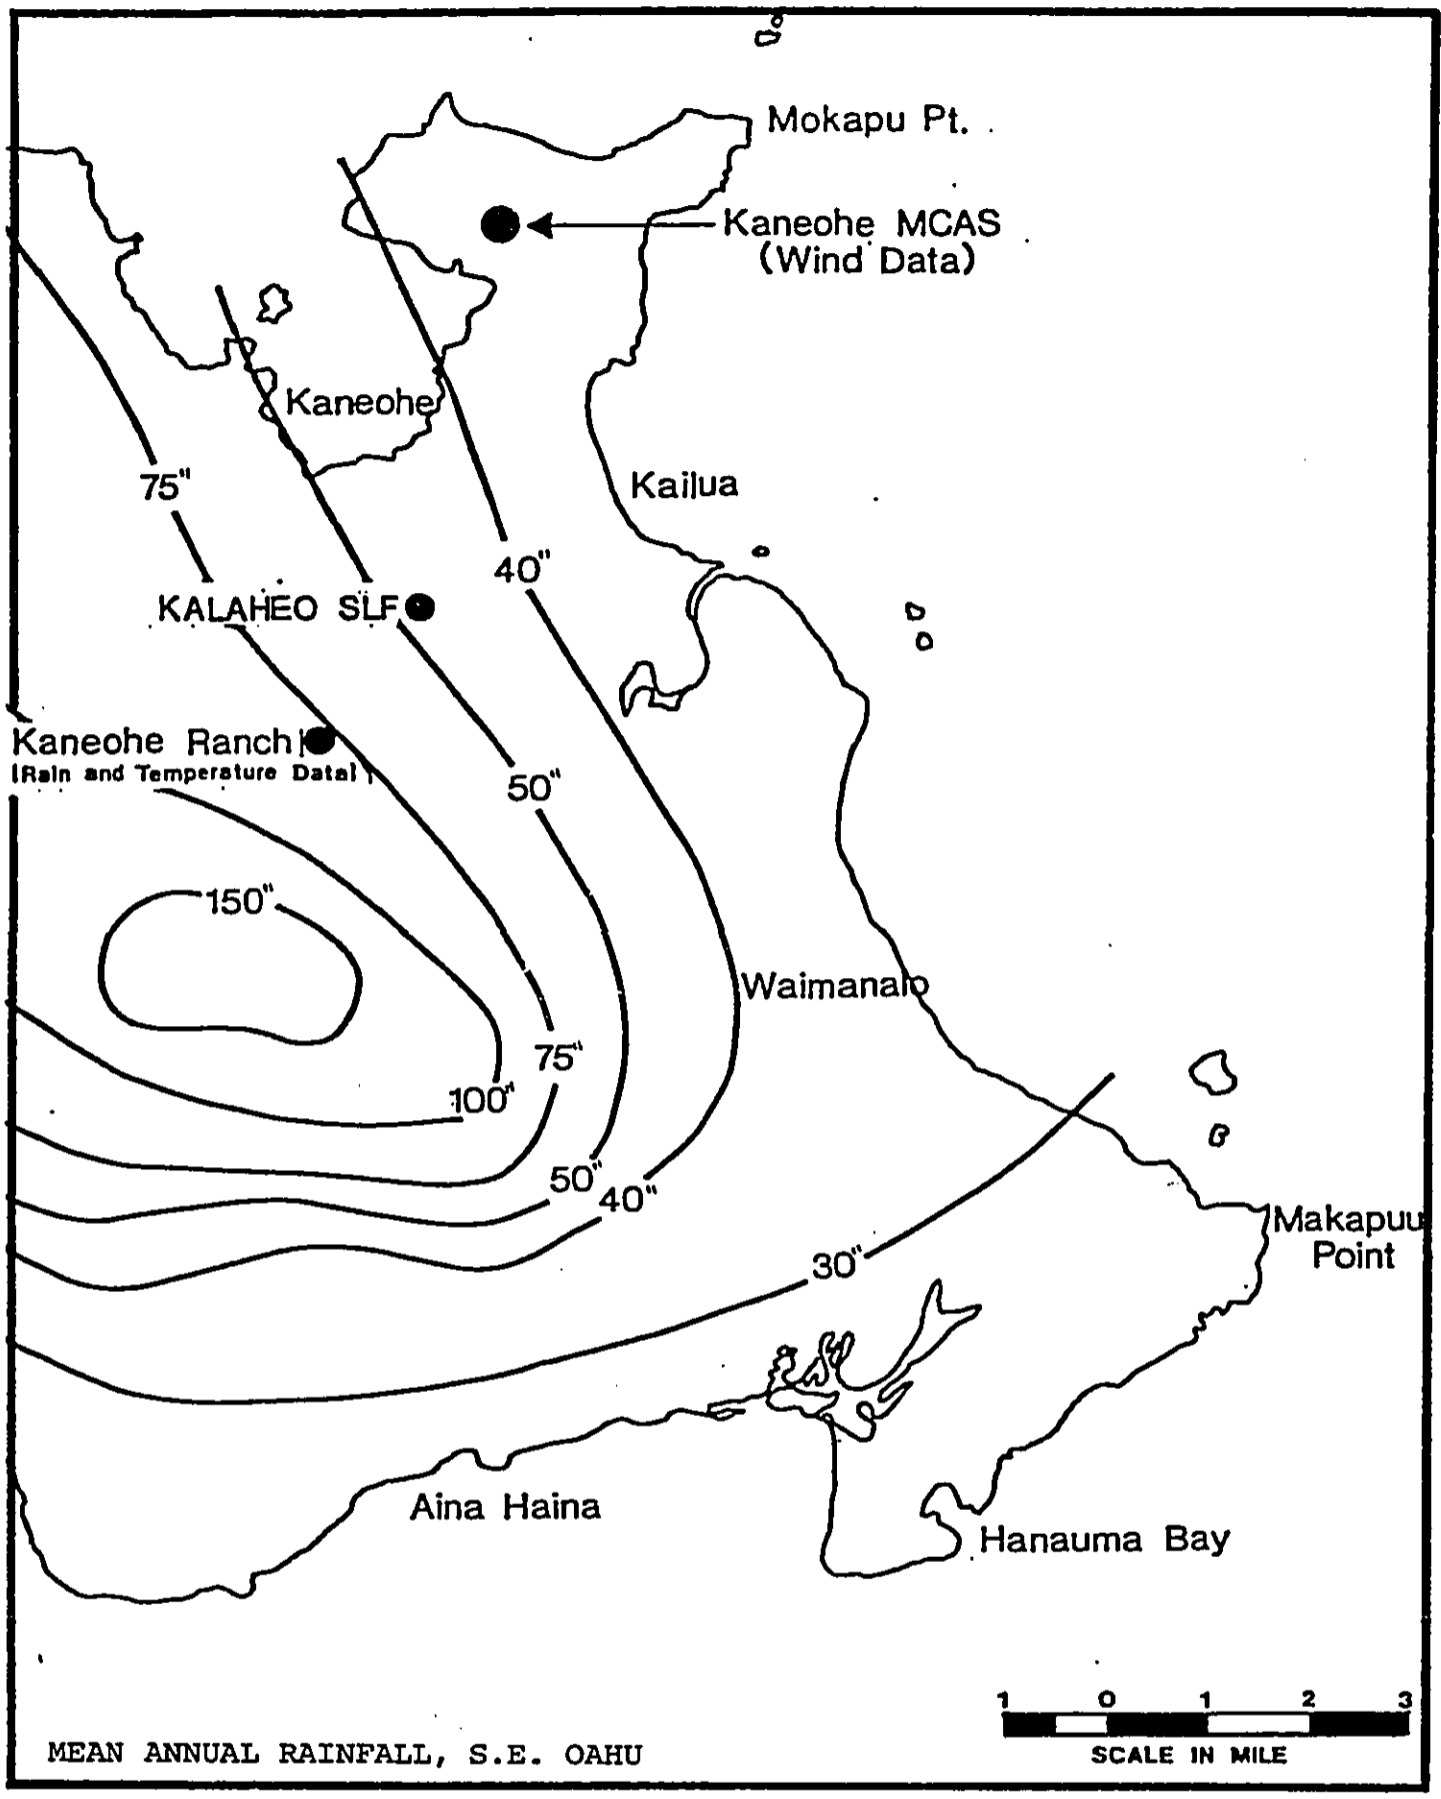 Mokapu Pt.
Kaneohe MCAS
(Wind Data)
Kaneohe
75"
Kailua
40"
KALAHEO SLF
Kaneohe Ranch
(Rain and Temperature Data)
50"
150"
Waimanalo
75"
100"
50"
40"
Makapuu
Point
30"
Aina Haina
Hanauma Bay
1 0 1 2 3
SCALE IN MILE
MEAN ANNUAL RAINFALL, S.E. OAHU